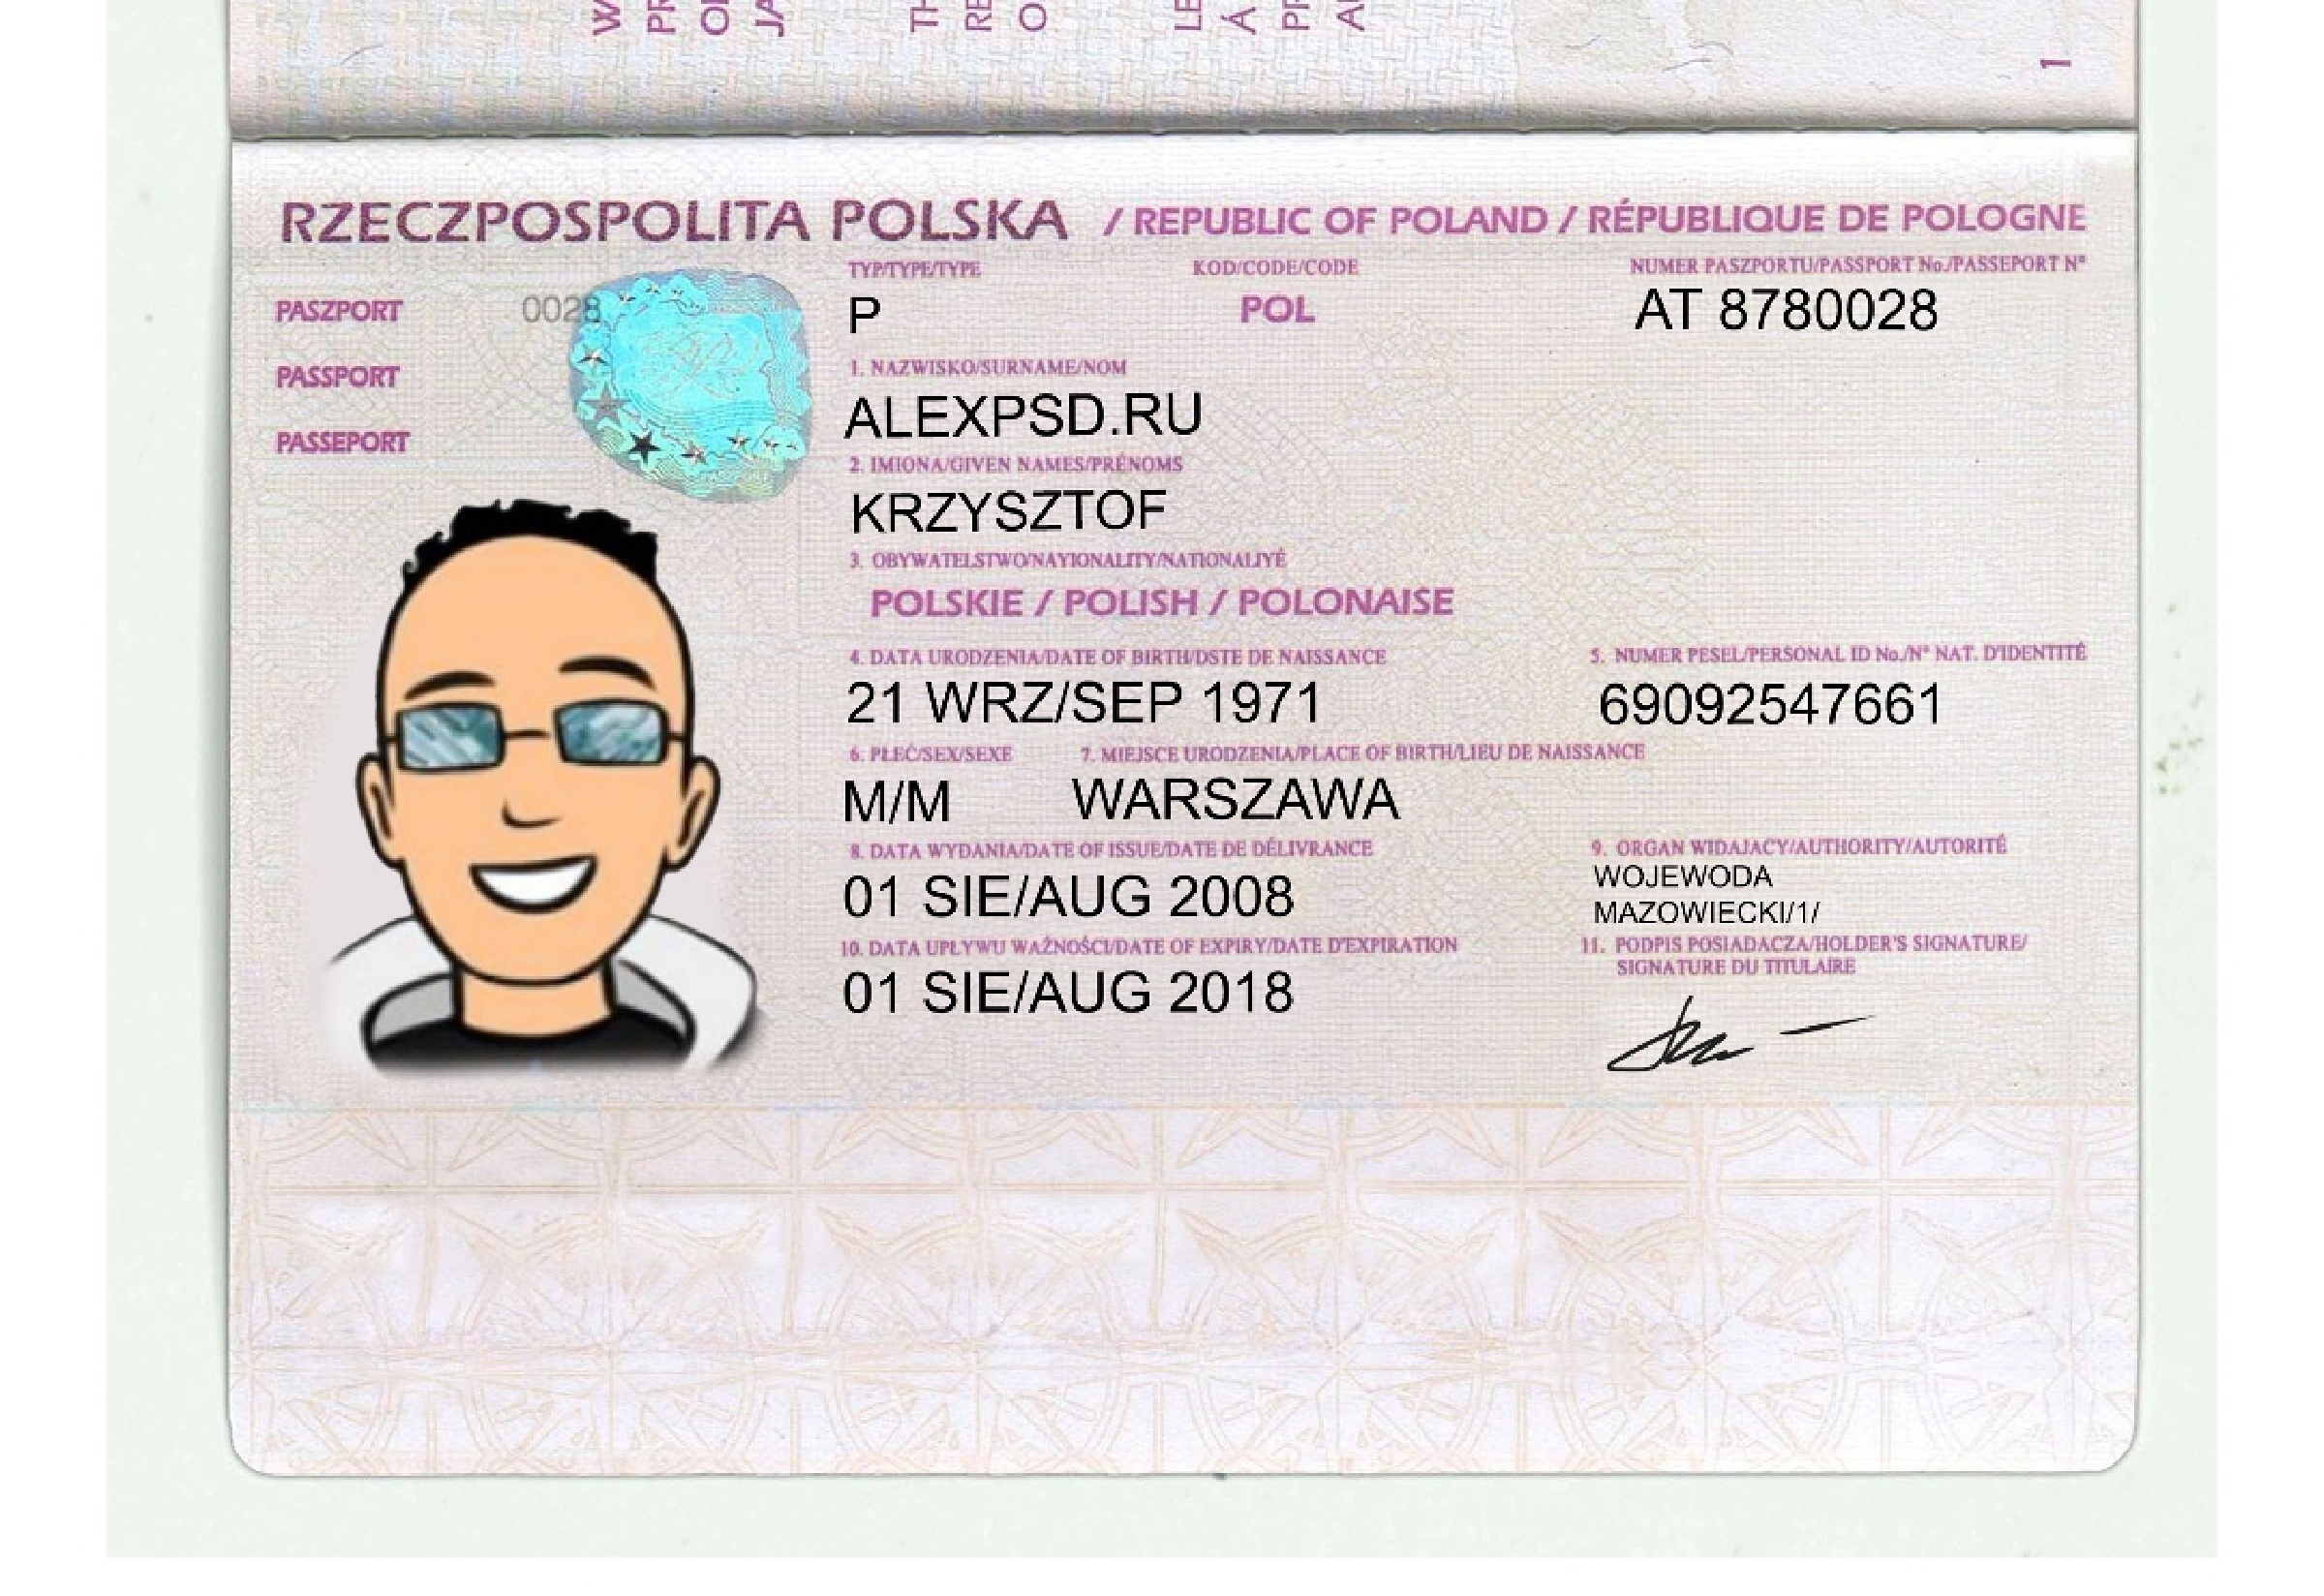 RZECZPOSPOLITA POLSKA / REPUBLIC OF POLAND / RÉPUBLIQUE DE POLOGNE
TYP/TYPE/TYPE KOD/CODE/CODE NUMER PASZPORTU/PASSPORT No./PASSEPORT N°
PASZPORT 0028 P POL AT 8780028
PASSPORT 1. NAZWISKO/SURNAME/NOM
ALEXPSD.RU
PASSEPORT 2. IMIONA/GIVEN NAMES/PRÉNOMS
KRZYSZTOF
3. OBYWATELSTWO/NAYIONALITY/NATIONALIYÉ
POLSKIE / POLISH / POLONAISE
4. DATA URODZENIA/DATE OF BIRTH/DSTE DE NAISSANCE 5. NUMER PESEL/PERSONAL ID No./N° NAT. D'IDENTITÉ
21 WRZ/SEP 1971 69092547661
6. PŁEĆ/SEX/SEXE 7. MIEJSCE URODZENIA/PLACE OF BIRTH/LIEU DE NAISSANCE
M/M WARSZAWA
8. DATA WYDANIA/DATE OF ISSUE/DATE DE DÉLIVRANCE 9. ORGAN WIDAJACY/AUTHORITY/AUTORITÉ
01 SIE/AUG 2008 WOJEWODA
MAZOWIECKI/1/
10. DATA UPŁYWU WAŻNOŚCI/DATE OF EXPIRY/DATE D'EXPIRATION 11. PODPIS POSIADACZA/HOLDER'S SIGNATURE/
SIGNATURE DU TITULAIRE
01 SIE/AUG 2018
1